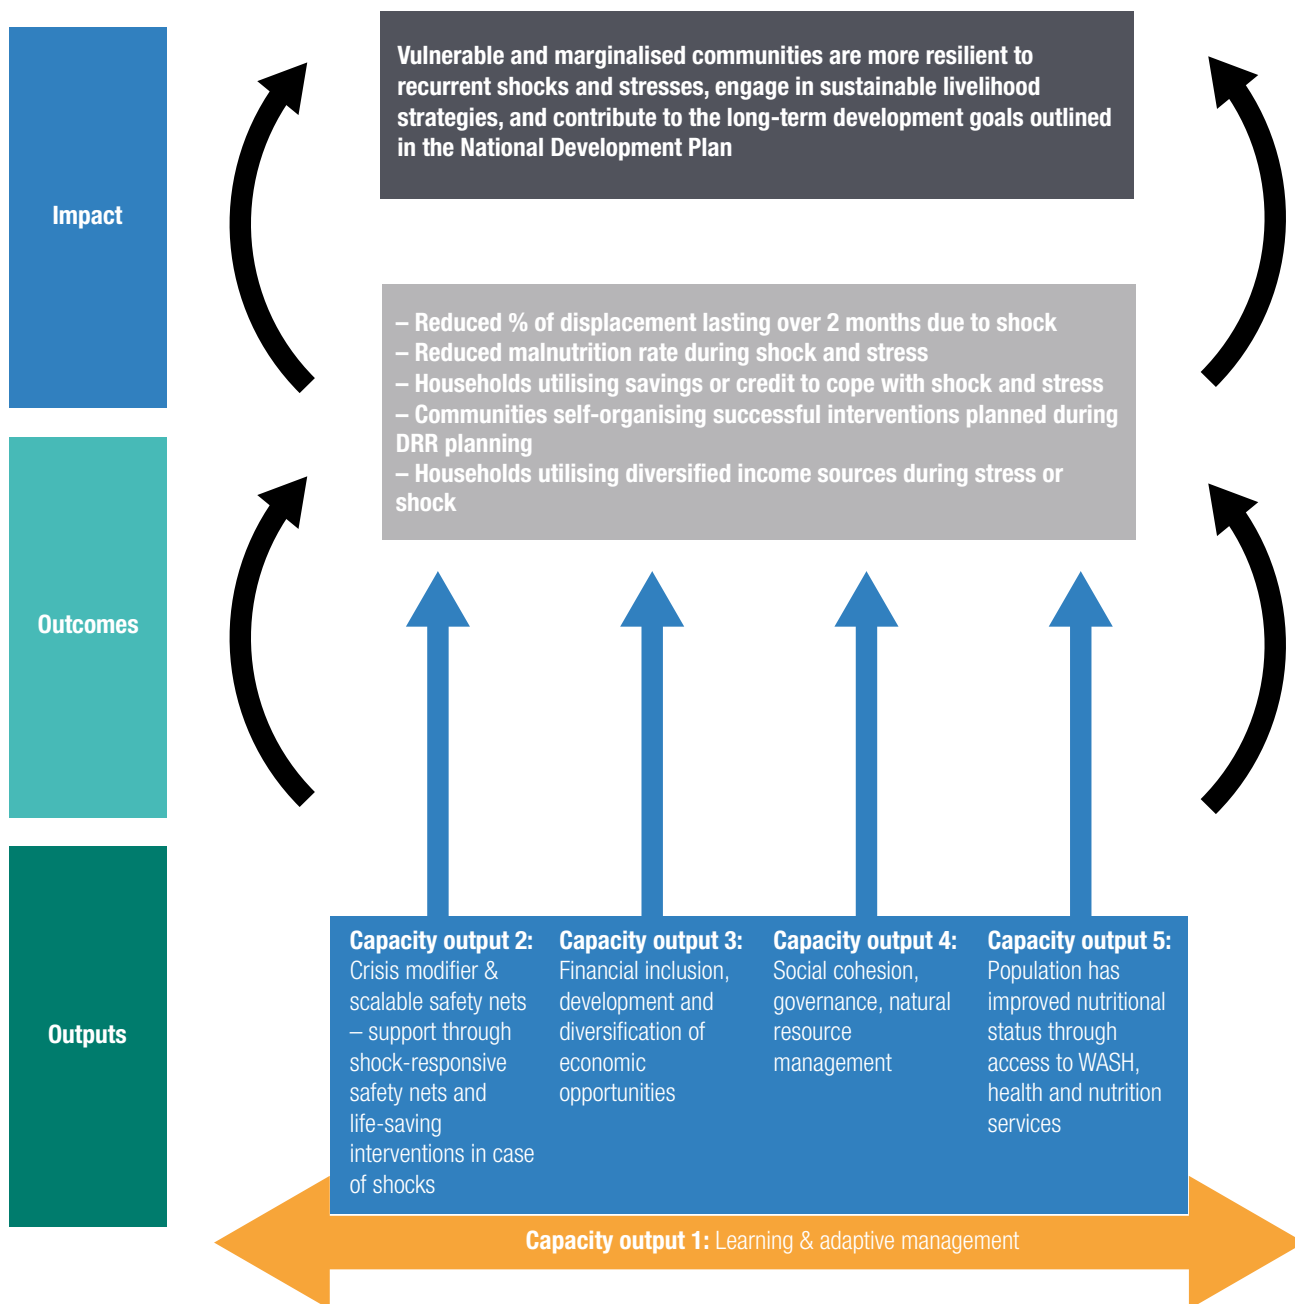 Impact
Vulnerable and marginalised communities are more resilient to
recurrent shocks and stresses, engage in sustainable livelihood
strategies, and contribute to the long-term development goals outlined
in the National Development Plan
– Reduced % of displacement lasting over 2 months due to shock
– Reduced malnutrition rate during shock and stress
– Households utilising savings or credit to cope with shock and stress
– Communities self-organising successful interventions planned during
DRR planning
– Households utilising diversified income sources during stress or
shock
Outcomes
Outputs
Capacity output 2:
Crisis modifier &
scalable safety nets
– support through
shock-responsive
safety nets and
life-saving
interventions in case
of shocks
Capacity output 3:
Financial inclusion,
development and
diversification of
economic
opportunities
Capacity output 4:
Social cohesion,
governance, natural
resource
management
Capacity output 5:
Population has
improved nutritional
status through
access to WASH,
health and nutrition
services
Capacity output 1: Learning & adaptive management